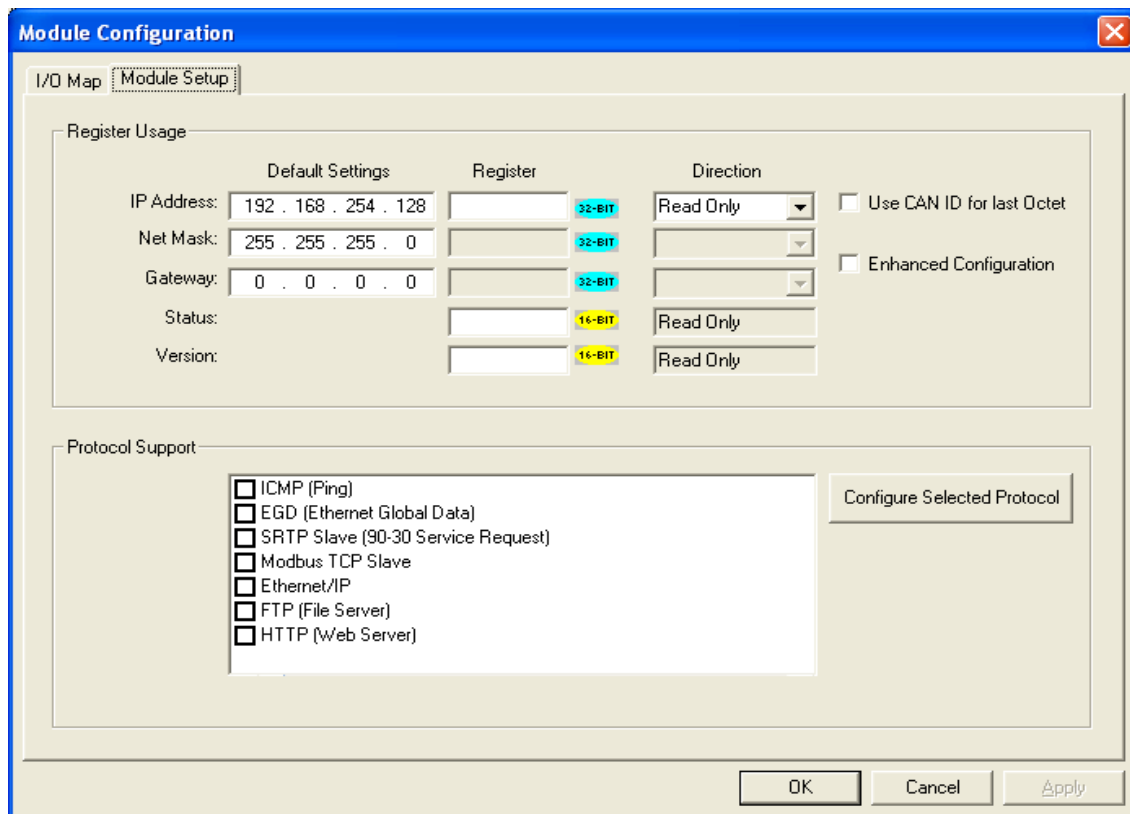 Module Configuration
I/O Map Module Setup
Register Usage
Default Settings Register Direction
IP Address: 192 . 168 . 254 . 128 32-BIT Read Only Use CAN ID for last Octet
Net Mask: 255 . 255 . 255 . 0 32-BIT
Enhanced Configuration
Gateway: 0 . 0 . 0 . 0 32-BIT
Status: 16-BIT Read Only
Version: 16-BIT Read Only
Protocol Support
ICMP (Ping)
Configure Selected Protocol
EGD (Ethernet Global Data)
SRTP Slave (90-30 Service Request)
Modbus TCP Slave
Ethernet/IP
FTP (File Server)
HTTP (Web Server)
OK Cancel Apply